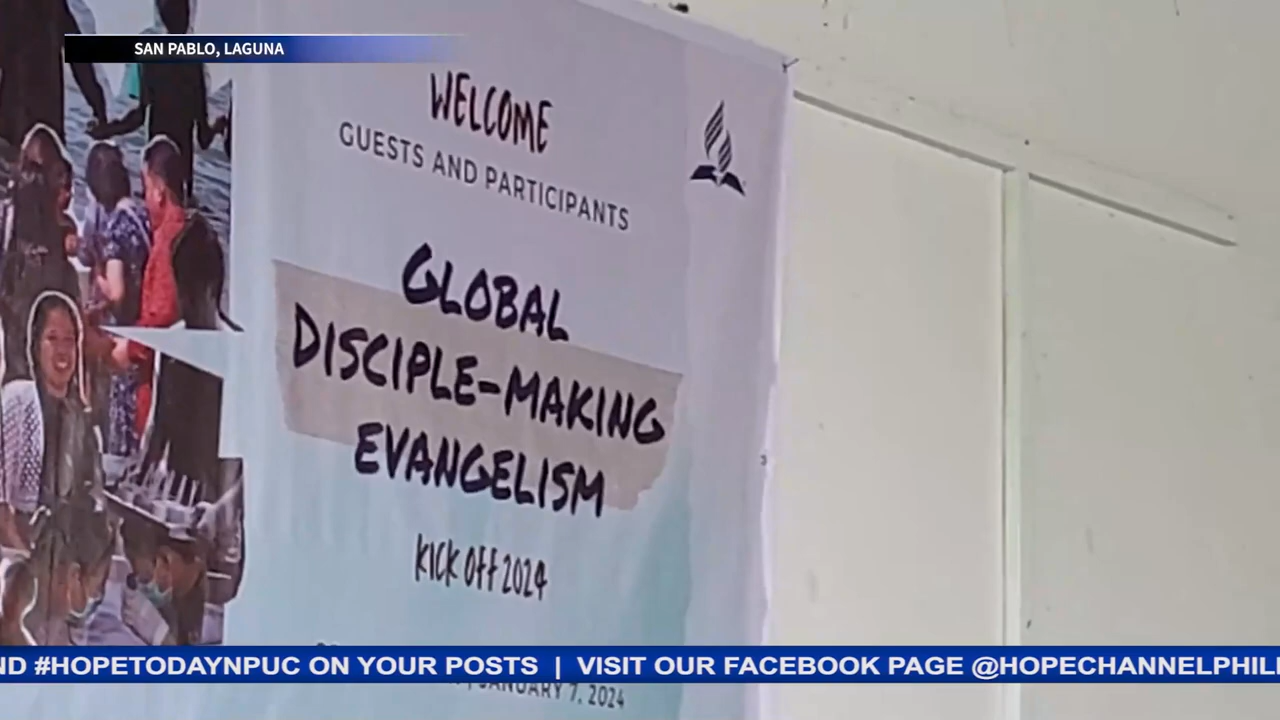 SAN PABLO, LAGUNA
WELCOME
GUESTS AND PARTICIPANTS
GLOBAL
DISCIPLE-MAKING
EVANGELISM
KICK OFF 2024
ND #HOPETODAYNPUC ON YOUR POSTS | VISIT OUR FACEBOOK PAGE @HOPECHANNELPHILI
JANUARY 7, 2024